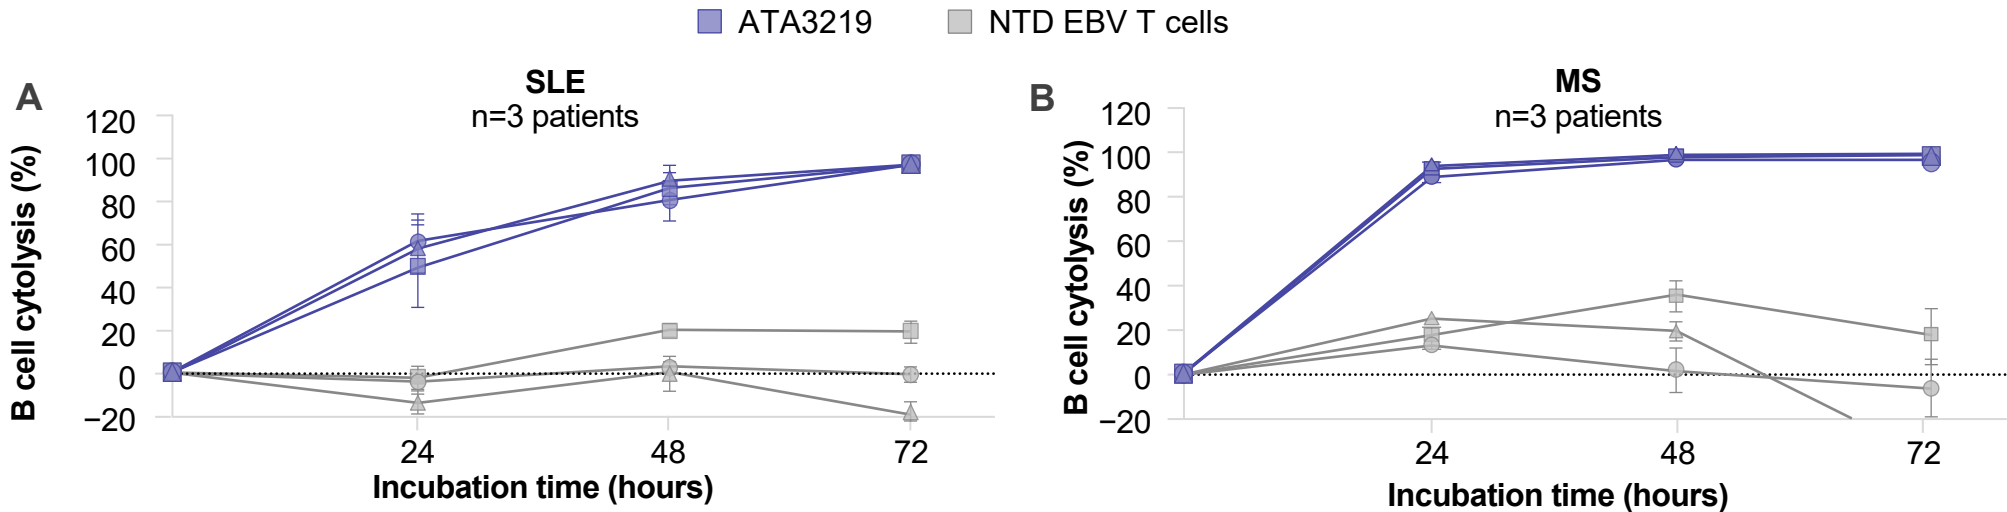 ATA3219 NTD EBV T cells
A
SLE
n=3 patients
B cell cytolysis (%)
120
100
80
60
40
20
0
−20
24 48 72
Incubation time (hours)
B
MS
n=3 patients
B cell cytolysis (%)
120
100
80
60
40
20
0
−20
24 48 72
Incubation time (hours)